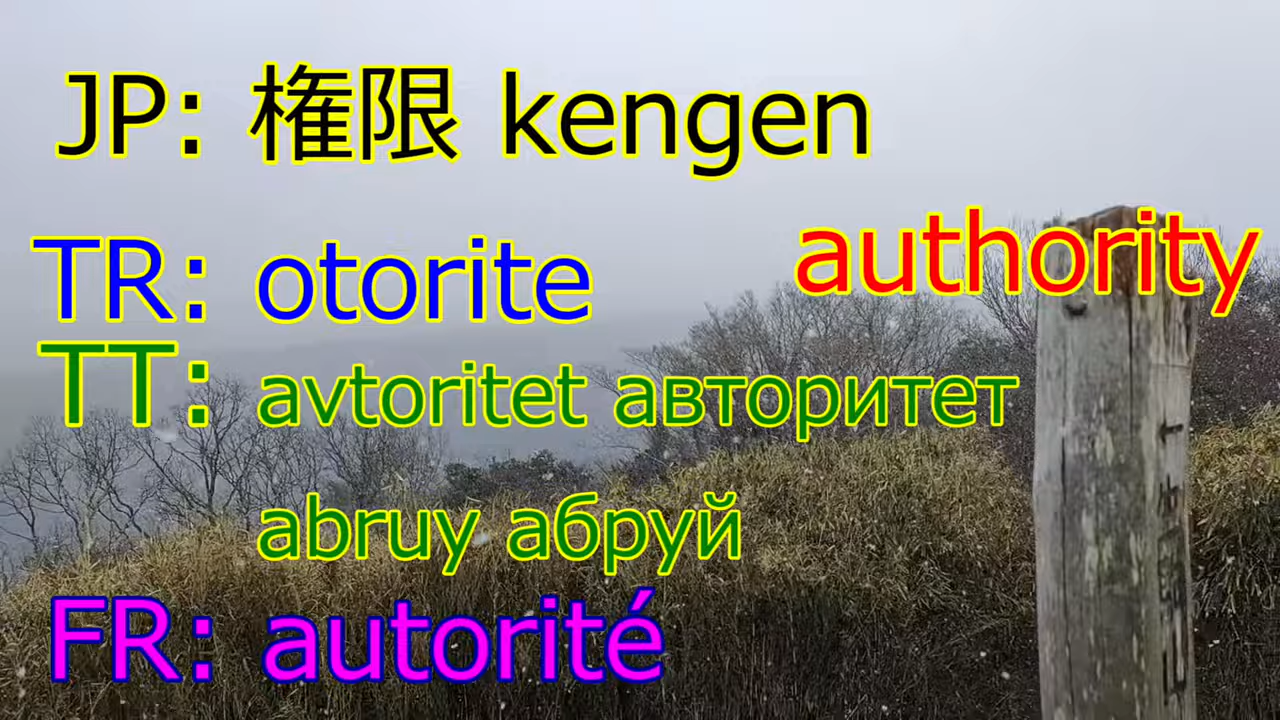 JP: 権限 kengen
authority
TR: otorite
TT: avtoritet авторитет
abruy абруй
FR: autorité